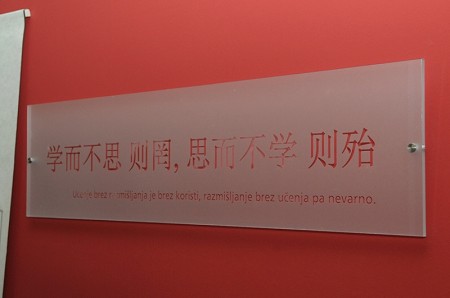 学而不思 则罔, 思而不学 则殆
Učenje brez razmišljanja je brez koristi, razmišljanje brez učenja pa nevarno.